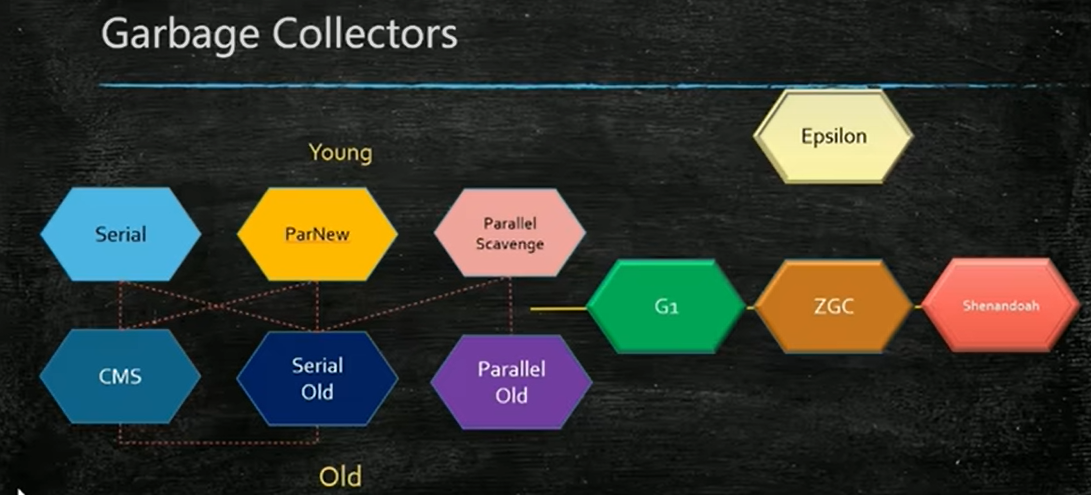 Garbage Collectors
Epsilon
Young
Serial
ParNew
Parallel
Scavenge
G1
ZGC
Shenandoah
CMS
Serial
Old
Parallel
Old
Old